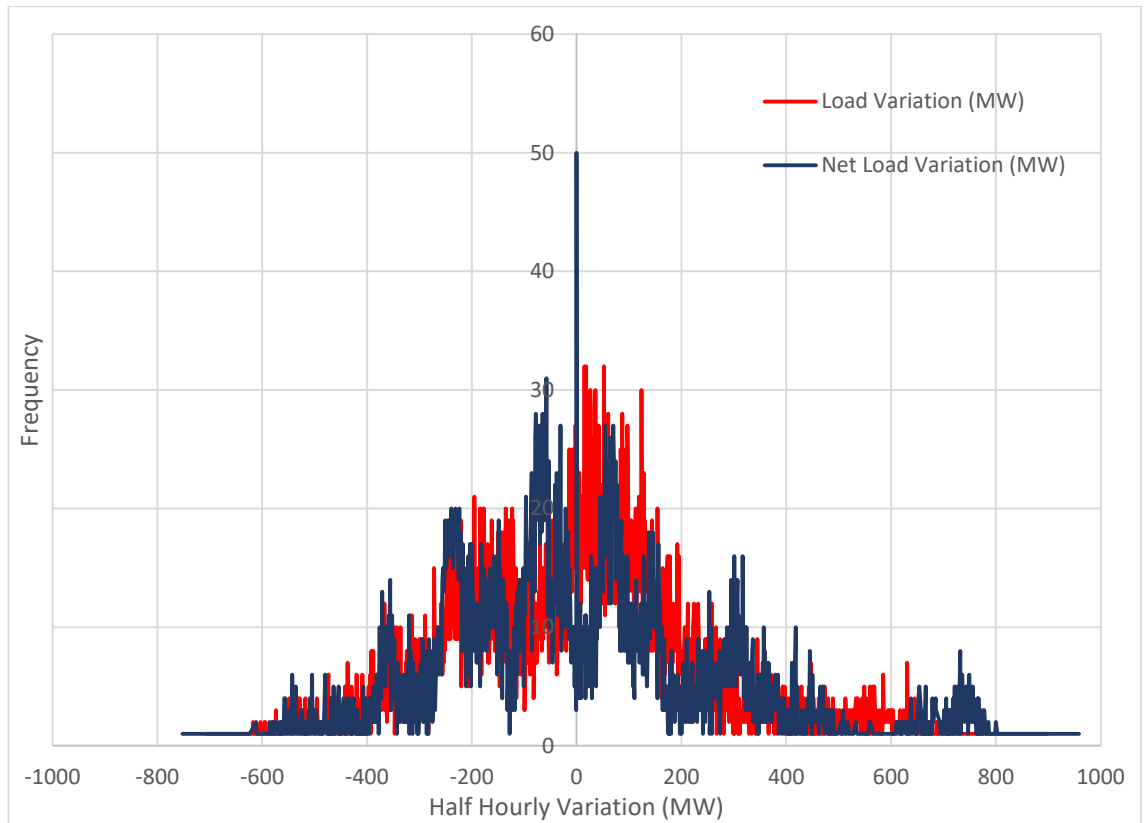 60
50
40
30
20
10
0
Frequency
Load Variation (MW)
Net Load Variation (MW)
-1000 -800 -600 -400 -200 0 200 400 600 800 1000
Half Hourly Variation (MW)